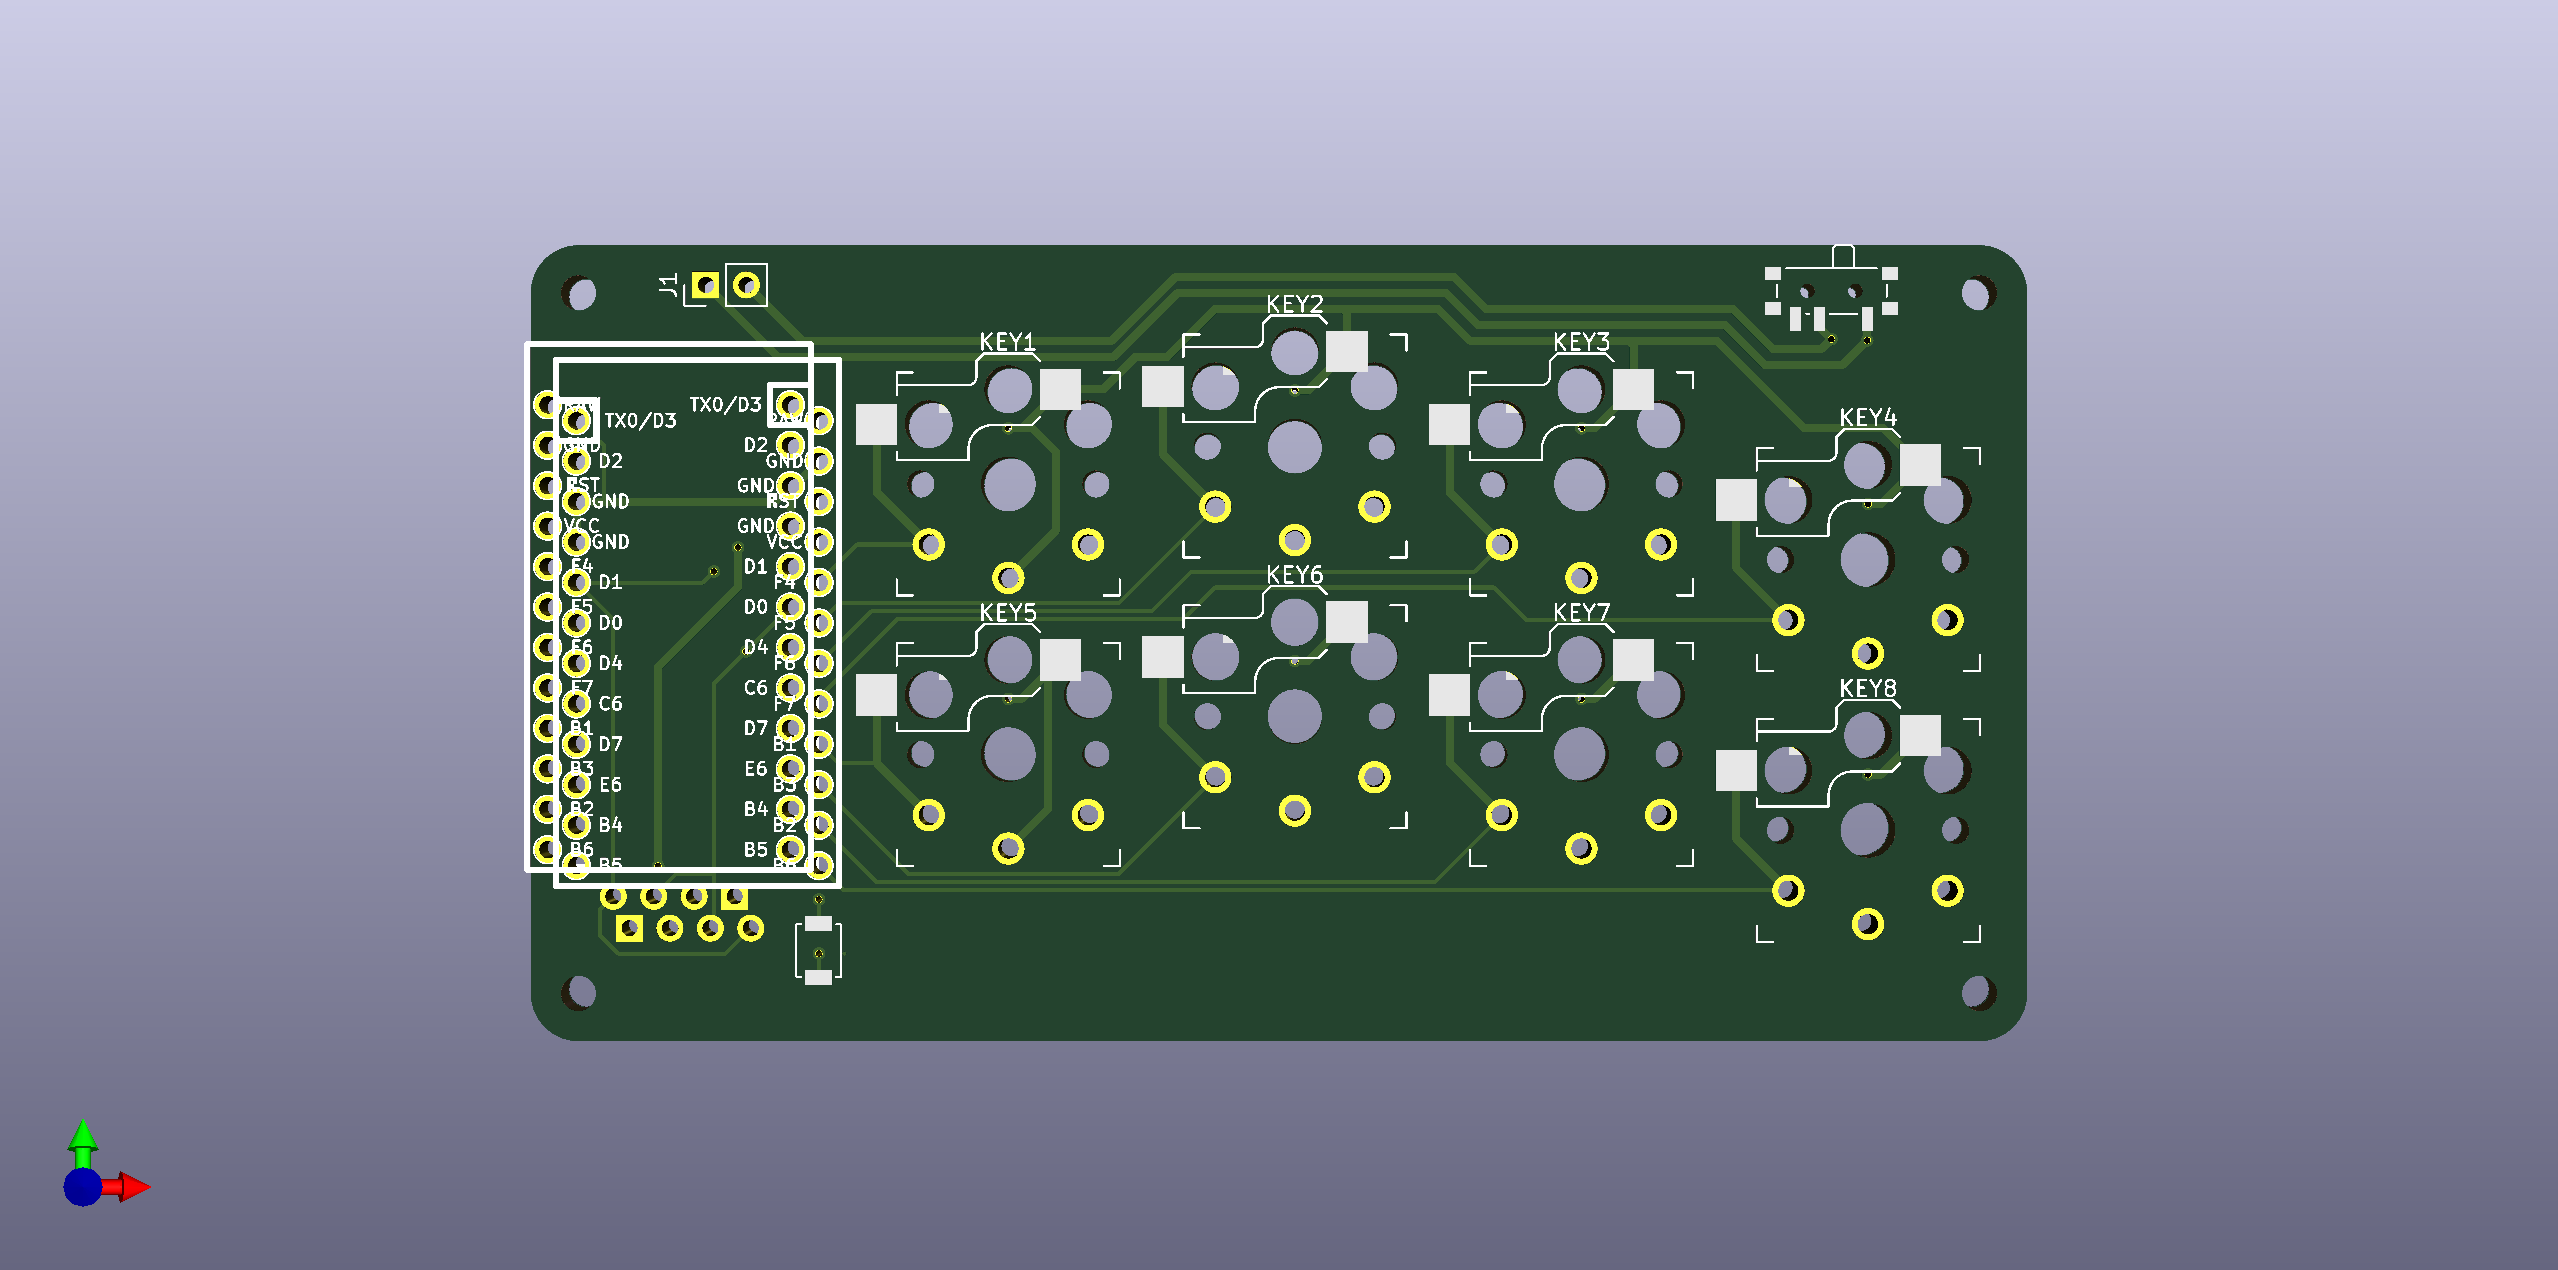 J1
KEY2
KEY1
KEY3
KEY4
TX0/D3
TX0/D3
D2
GND
D2
GND
RST
GND
RST
GND
VCC
GND
GND
VCC
F4
D1
D1
F4
F5
D0
D0
F5
F6
D4
D4
F6
F7
C6
C6
F7
B1
D7
D7
B1
B3
E6
E6
B3
B2
B4
B4
B2
B6
B5
B5
B6
KEY6
KEY5
KEY7
KEY8